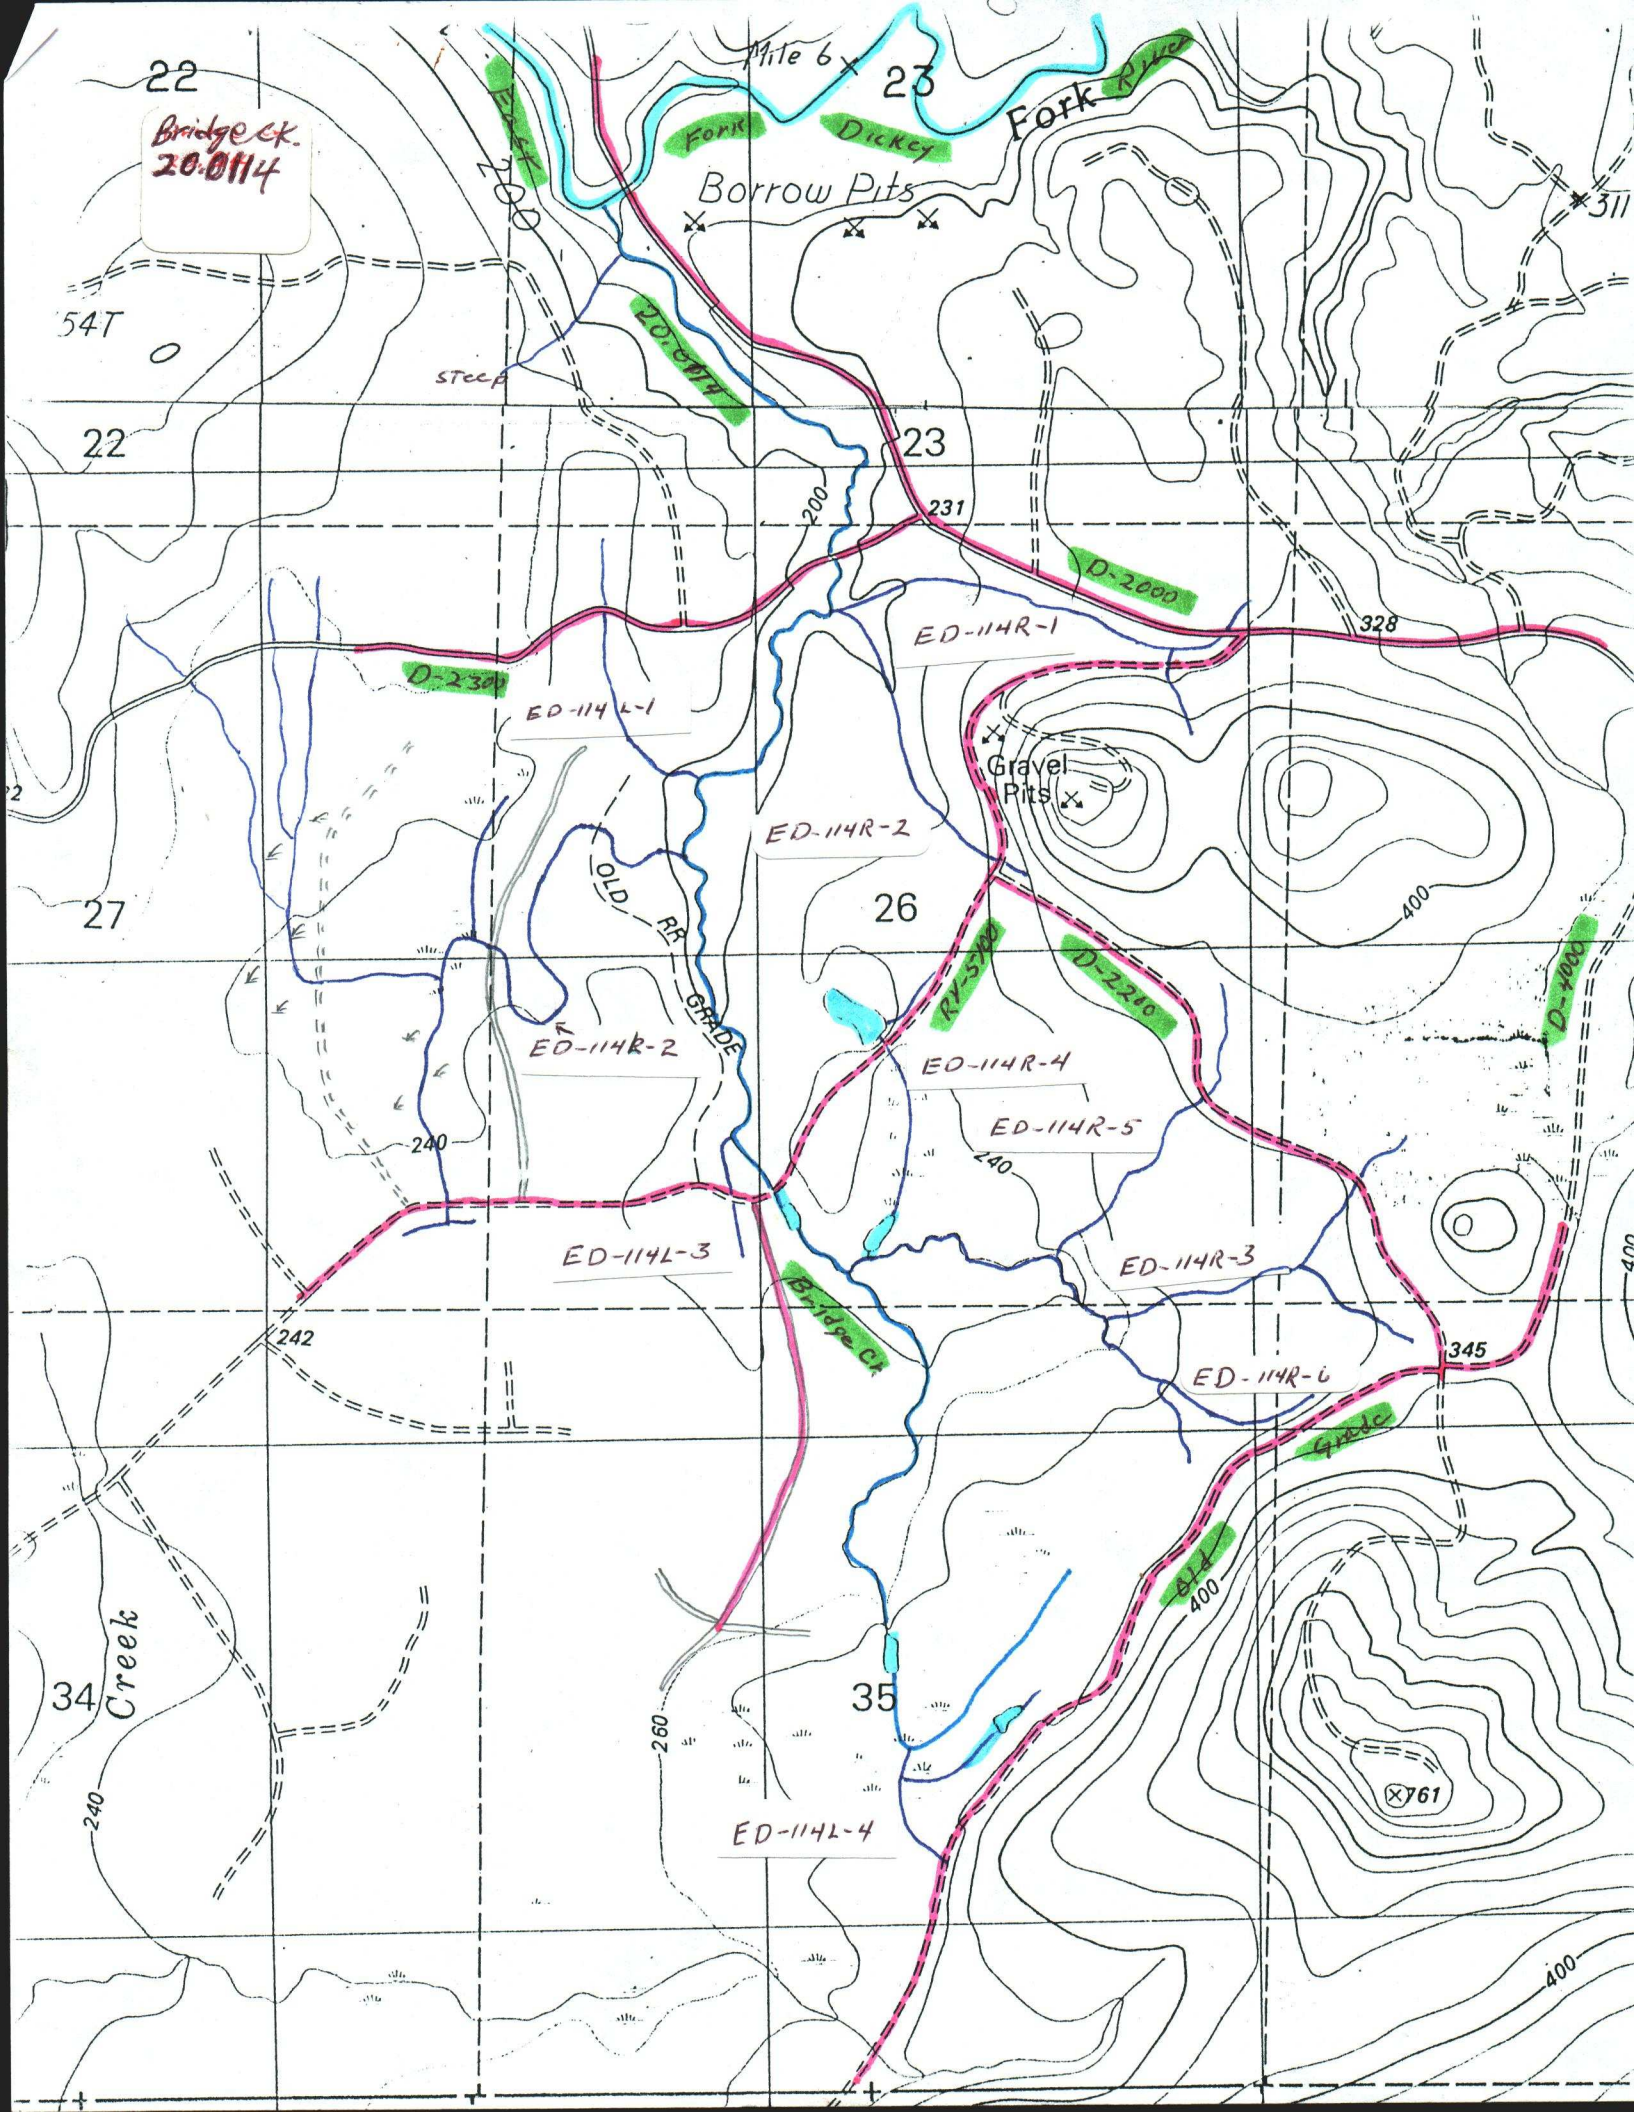 22
Mile 6
23
Fork
River
Bridge ck.
20.0114
East
Fork
Dickey
200
Borrow Pits
311
54T
20.0114
steep
22
23
200
231
D-2000
ED-114R-1
328
D-2300
ED-114L-1
Gravel
Pits
ED-114R-2
OLD
RR
GRADE
27
26
400
RY-5100
D-2200
D-4000
ED-114L-2
ED-114R-4
ED-114R-5
240
240
ED-114L-3
ED-114R-3
Bridge Ck
400
242
345
ED-114R-6
Grade
Old
400
Creek
34
35
260
761
240
ED-114L-4
400